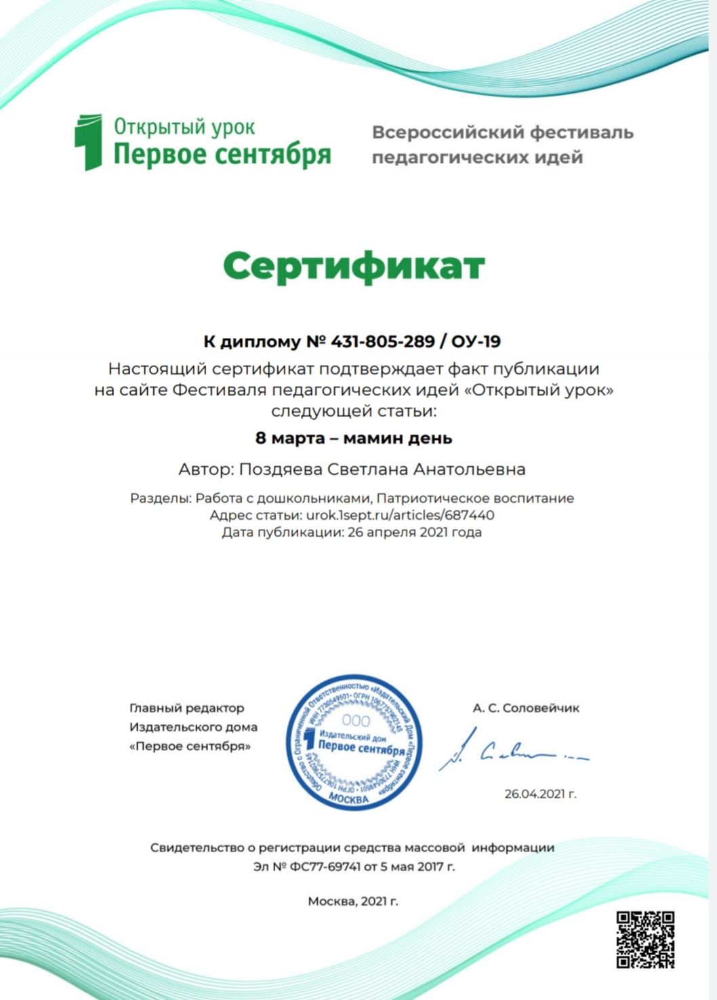 Открытый урок
Первое сентября
Всероссийский фестиваль
педагогических идей
Сертификат
К диплому № 431-805-289 / ОУ-19
Настоящий сертификат подтверждает факт публикации
на сайте Фестиваля педагогических идей «Открытый урок»
следующей статьи:
8 марта – мамин день
Автор: Поздяева Светлана Анатольевна
Разделы: Работа с дошкольниками, Патриотическое воспитание
Адрес статьи: urok.1sept.ru/articles/687440
Дата публикации: 26 апреля 2021 года
Главный редактор
Издательского дома
«Первое сентября»
Общество с Ограниченной Ответственностью «Издательский Дом «Первое сентября»
ИНН 7730549501 • ОГРН 1067757902145
ИНН 7730549501 • ОГРН 1067757902145
ООО
Издательский дом
Первое сентября
МОСКВА
А. С. Соловейчик
26.04.2021 г.
Свидетельство о регистрации средства массовой информации
Эл № ФС77-69741 от 5 мая 2017 г.
Москва, 2021 г.